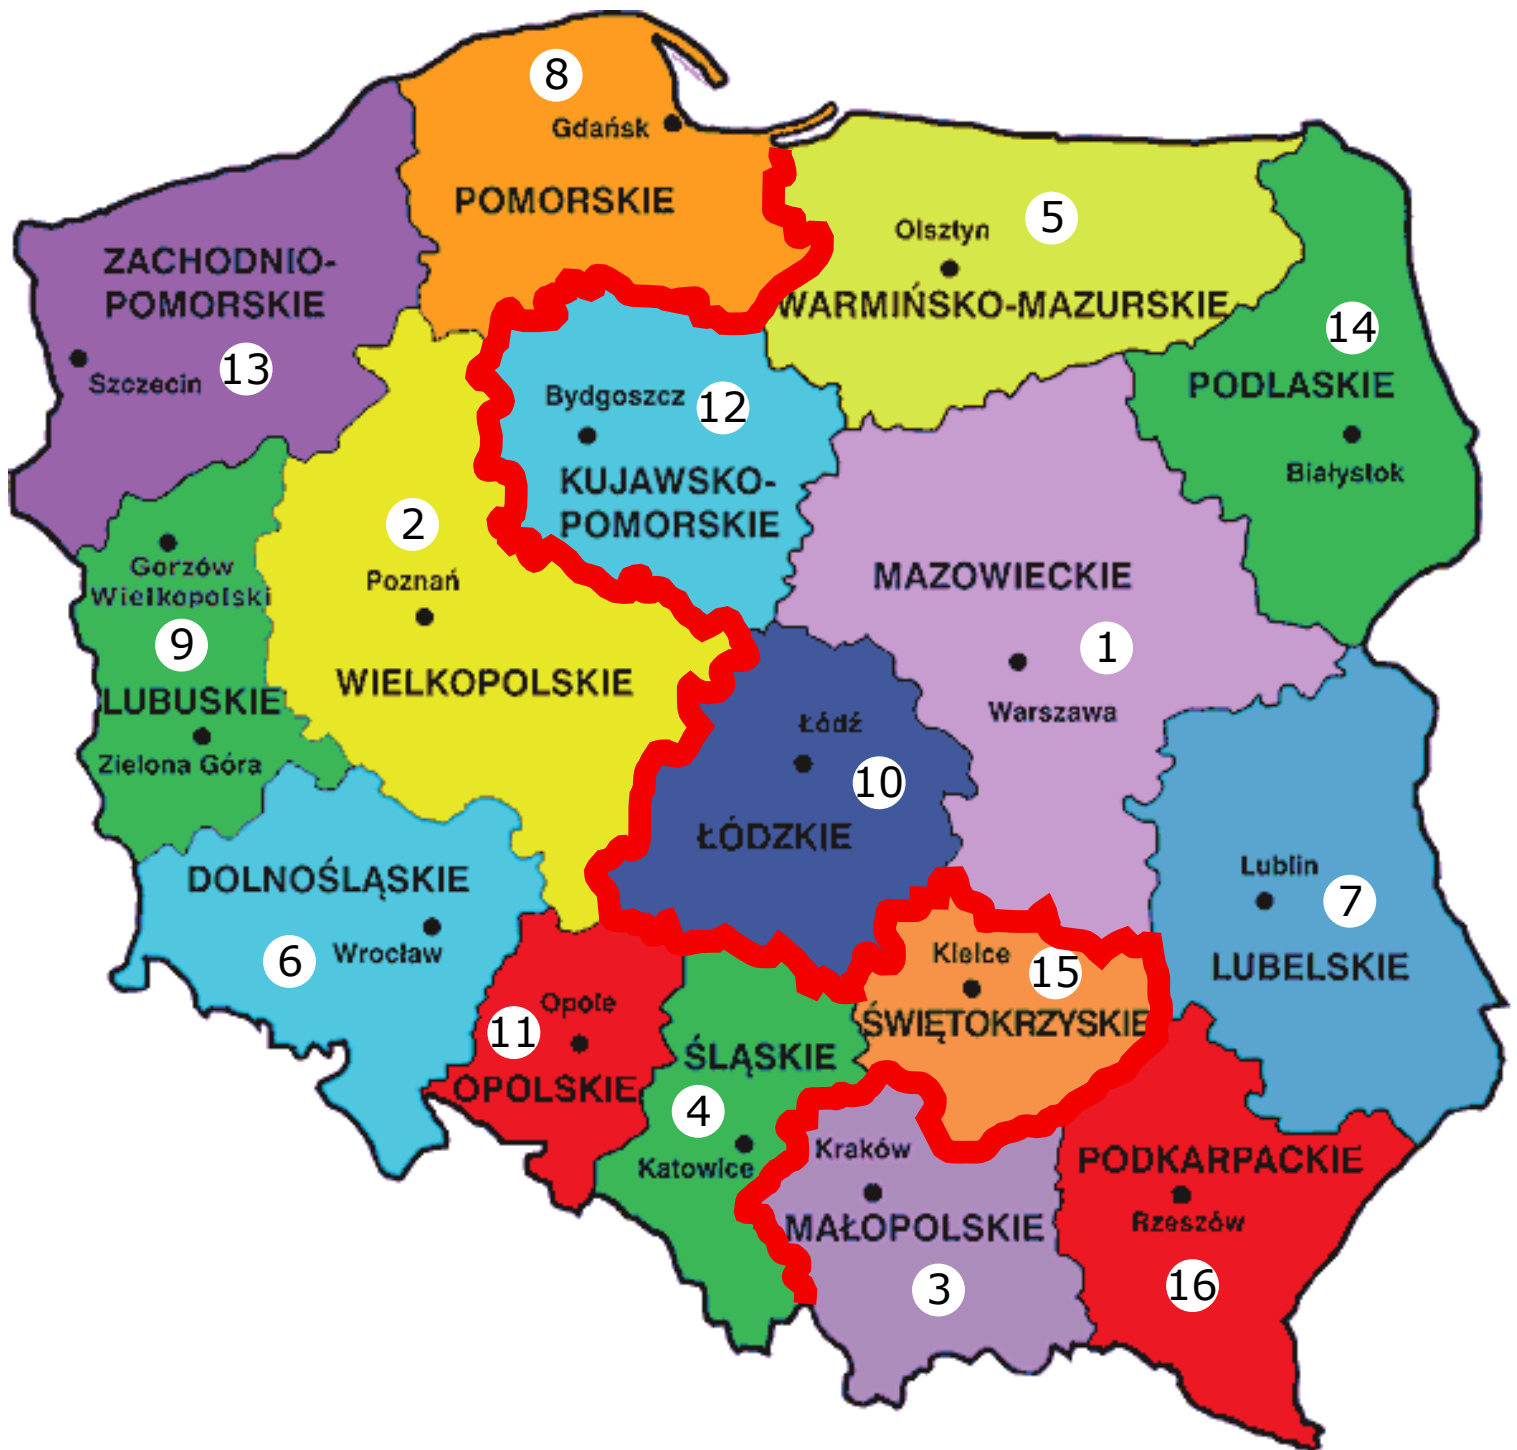 8
Gdańsk
POMORSKIE
5
Olsztyn
WARMIŃSKO-MAZURSKIE
ZACHODNIO-
POMORSKIE
Szczecin
13
14
PODLASKIE
Białystok
Bydgoszcz
12
KUJAWSKO-
POMORSKIE
2
Poznań
WIELKOPOLSKIE
Gorzów
Wielkopolski
9
LUBUSKIE
Zielona Góra
MAZOWIECKIE
1
Warszawa
Łódź
10
ŁÓDZKIE
DOLNOŚLĄSKIE
6
Wrocław
Lublin
7
LUBELSKIE
Kielce
15
ŚWIĘTOKRZYSKIE
Opole
11
OPOLSKIE
ŚLĄSKIE
4
Katowice
Kraków
MAŁOPOLSKIE
3
PODKARPACKIE
Rzeszów
16